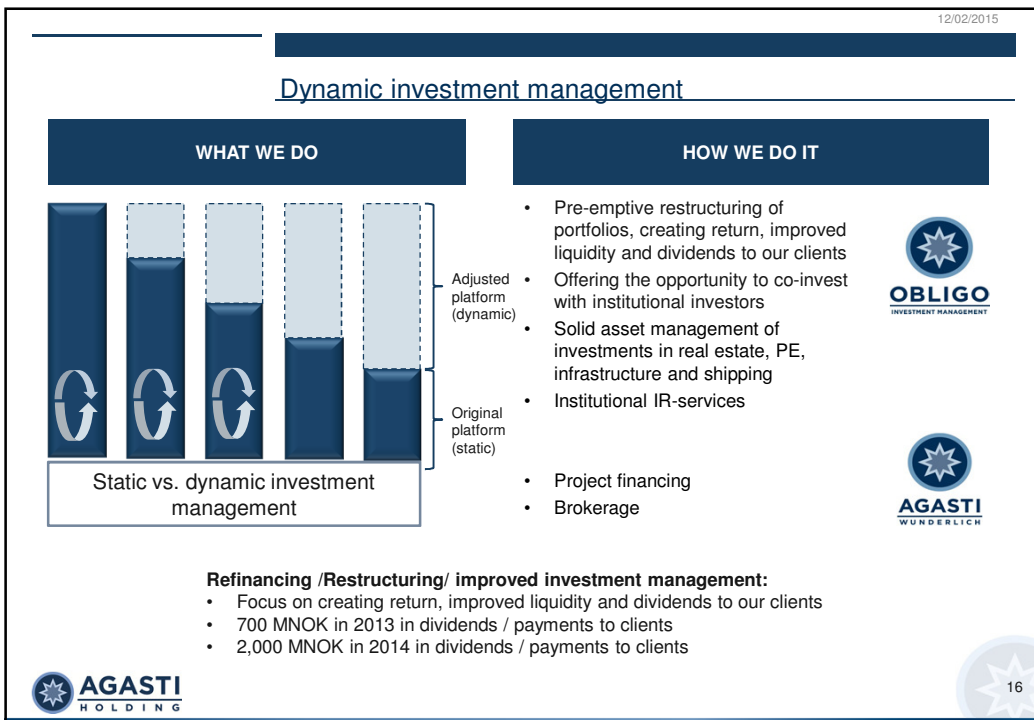 12/02/2015
Dynamic investment management
WHAT WE DO
Adjusted
platform
(dynamic)
Original
platform
(static)
Static vs. dynamic investment
management
HOW WE DO IT
• Pre-emptive restructuring of
portfolios, creating return, improved
liquidity and dividends to our clients
• Offering the opportunity to co-invest
with institutional investors
• Solid asset management of
investments in real estate, PE,
infrastructure and shipping
• Institutional IR-services
OBLIGO
INVESTMENT MANAGEMENT
• Project financing
• Brokerage
AGASTI
WUNDERLICH
Refinancing /Restructuring/ improved investment management:
• Focus on creating return, improved liquidity and dividends to our clients
• 700 MNOK in 2013 in dividends / payments to clients
• 2,000 MNOK in 2014 in dividends / payments to clients
AGASTI
HOLDING
16